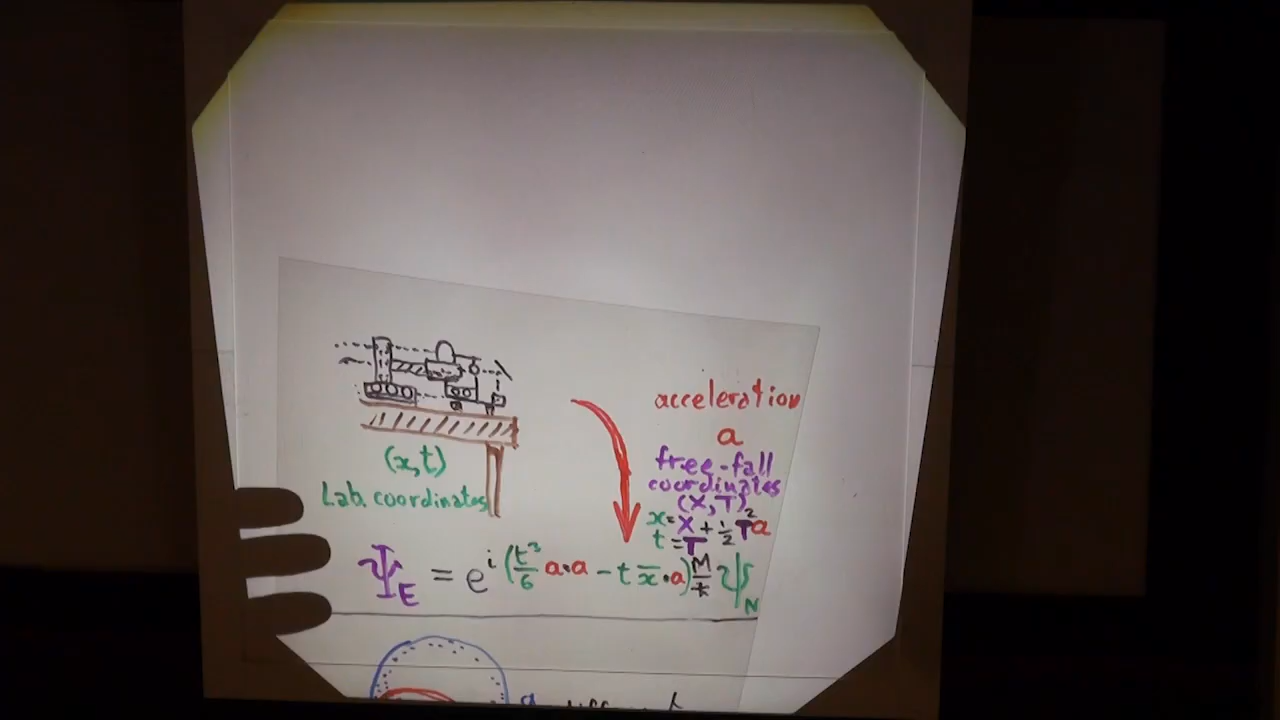 acceleration
a
free-fall
coordinates
(X,T)
x = X + ½T²a
t = T
(x,t)
Lab. coordinates
Ψ_E = e^{i(t³/6 a·a − t x̄·a)M/ħ} ψ_N